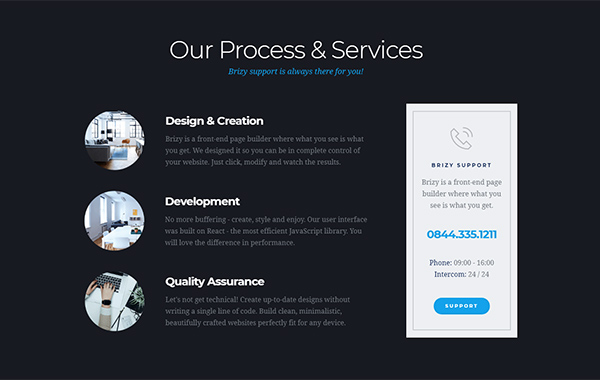 Our Process & Services
Brizy support is always there for you!
Design & Creation
Brizy is a front-end page builder where what you see is what
you get. We designed it so you can be in complete control of
your website. Just click, modify and watch the results.
Development
No more buffering - create, style and enjoy. Our user interface
was built on React - the most efficient JavaScript library. You
will love the difference in performance.
Quality Assurance
Let's not get technical! Create up-to-date designs without
writing a single line of code. Build clean, minimalistic,
beautifully crafted websites perfectly fit for any device.
BRIZY SUPPORT
Brizy is a front-end page
builder where what you
see is what you get.
0844.335.1211
Phone: 09:00 - 16:00
Intercom: 24 / 24
SUPPORT